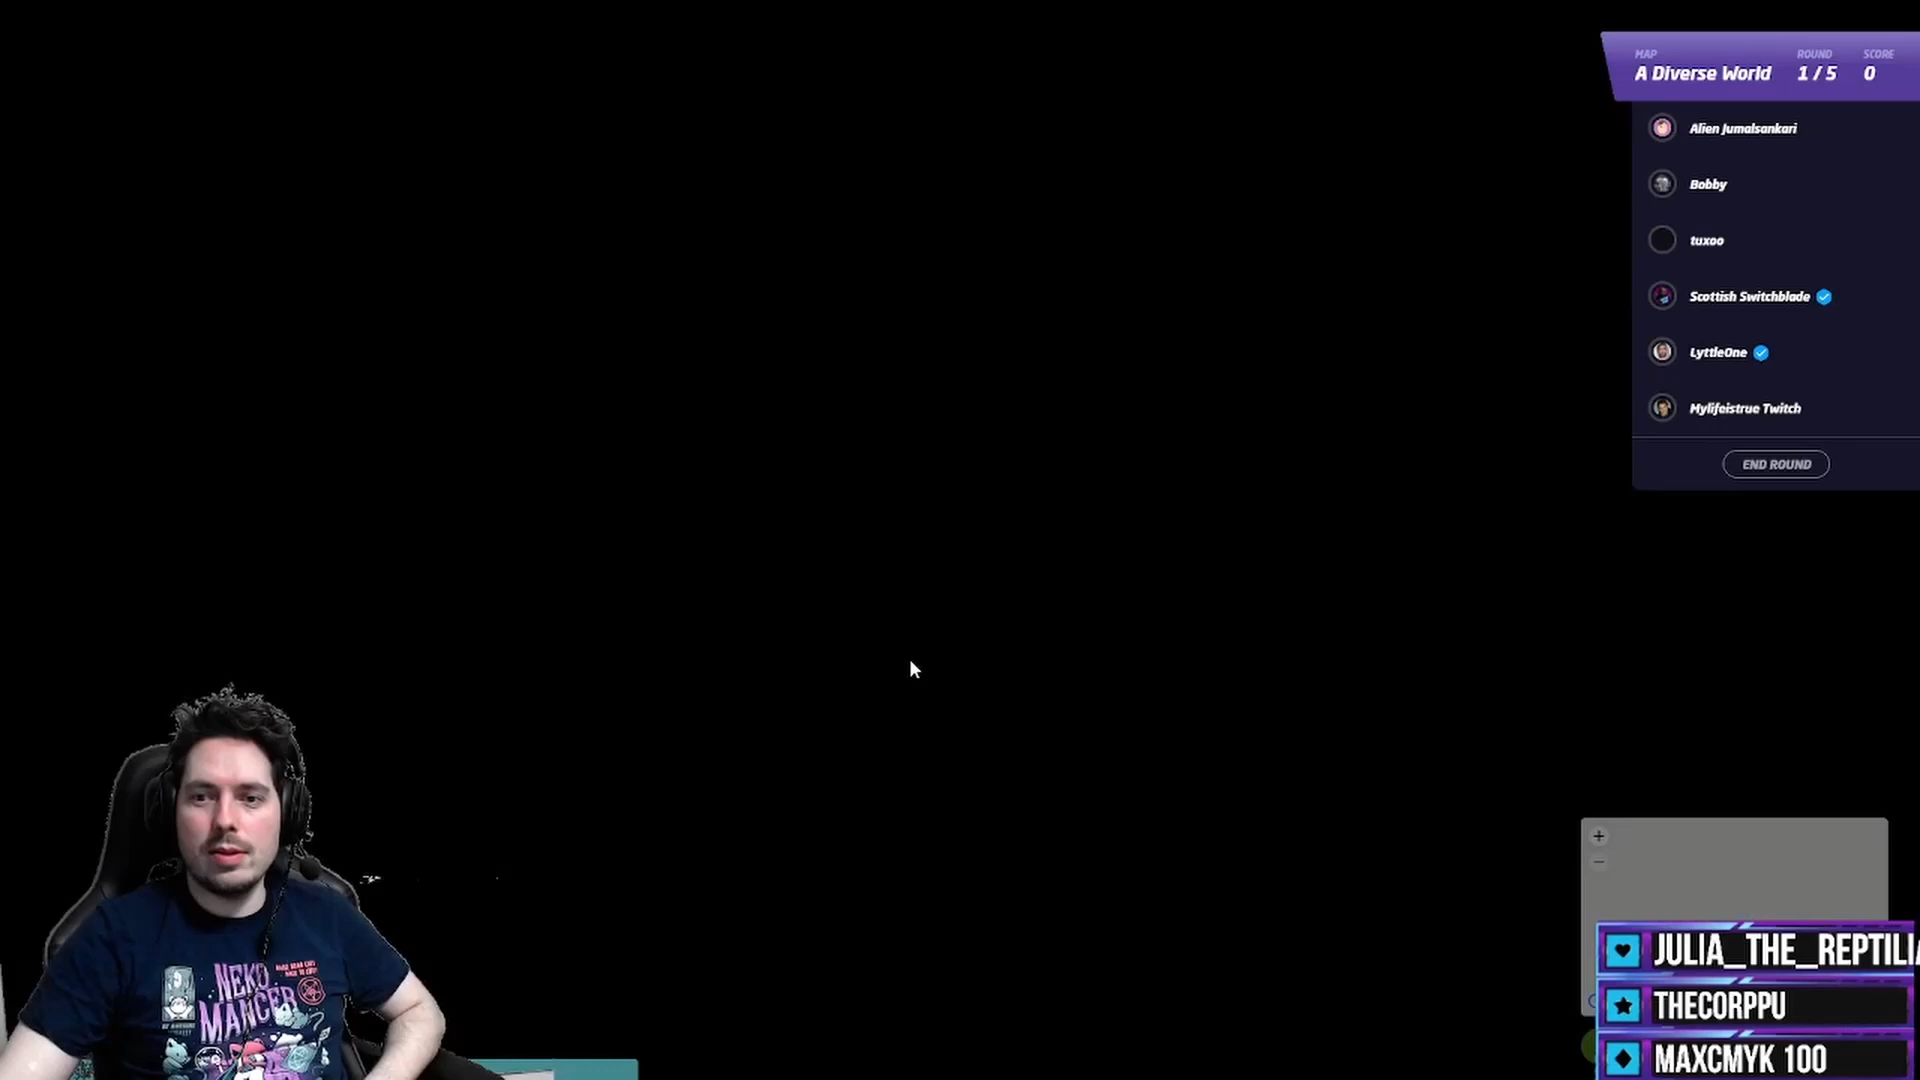 MAP ROUND SCORE
A Diverse World 1 / 5 0
Alien Jumalsankari
Bobby
tuxoo
Scottish Switchblade
LyttleOne
Mylifeistrue Twitch
END ROUND
+
−
JULIA_THE_REPTILI
THECORPPU
MAXCMYK 100
NEKO
MANCER